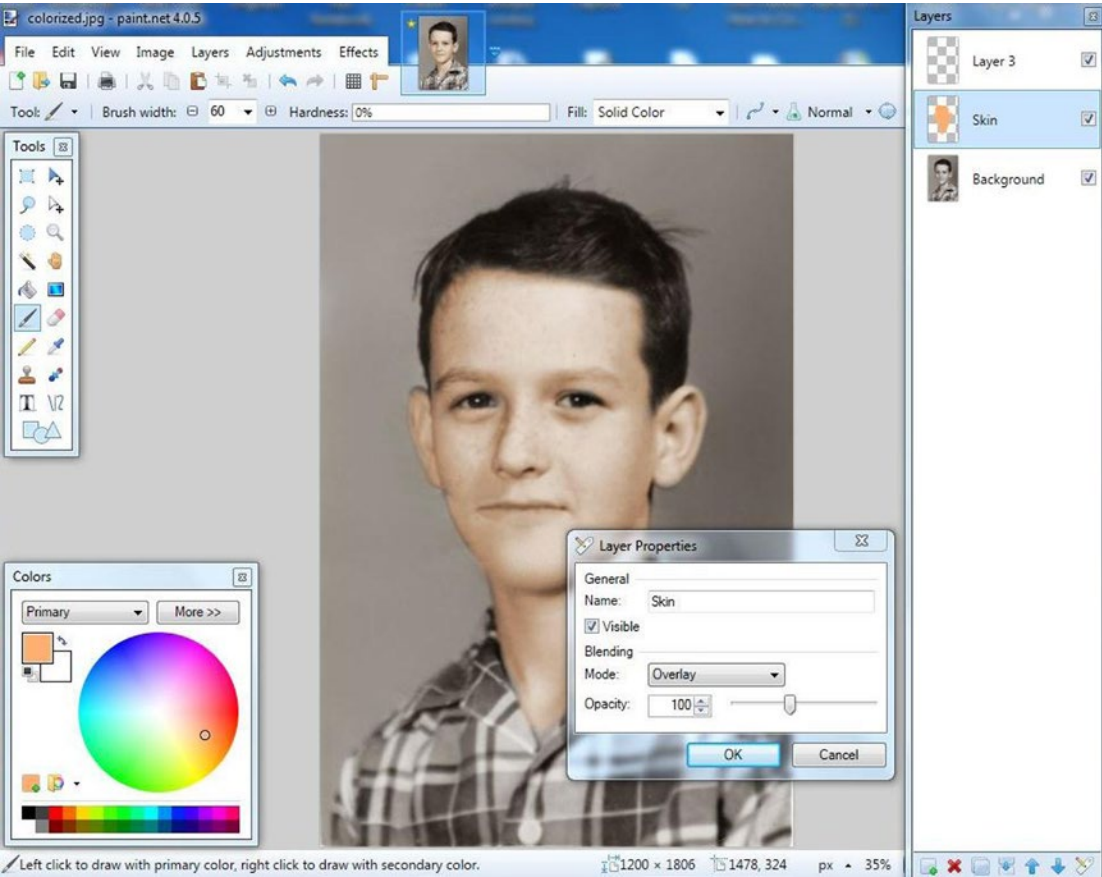 colorized.jpg - paint.net 4.0.5
File Edit View Image Layers Adjustments Effects
Tool: Brush width: 60 Hardness: 0% Fill: Solid Color Normal
Tools
Colors
Primary More >>
Layer Properties
General
Name: Skin
Visible
Blending
Mode: Overlay
Opacity: 100
OK Cancel
Left click to draw with primary color, right click to draw with secondary color. 1200 × 1806 1478, 324 px 35%
Layers
Layer 3
Skin
Background